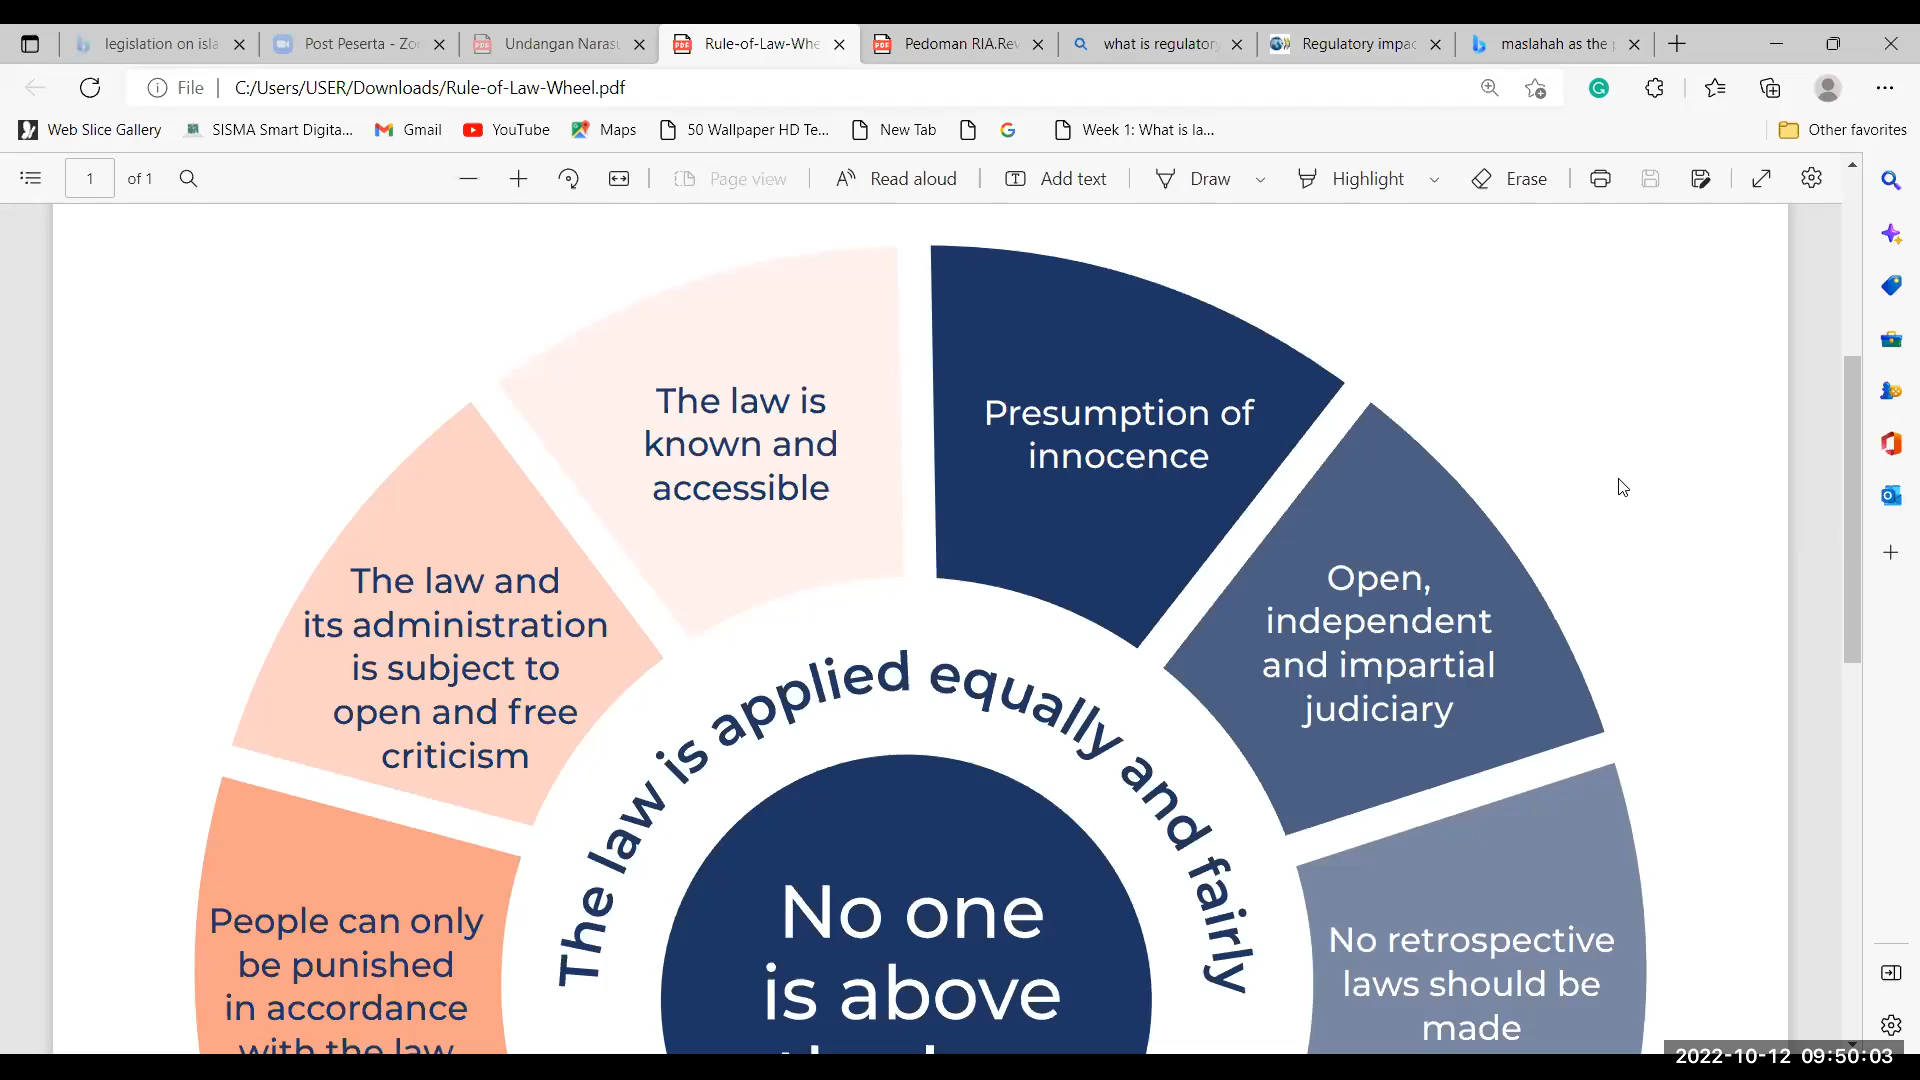 legislation on isla
Post Peserta - Zoo
Undangan Narasu
Rule-of-Law-Whe
Pedoman RIA.Rev
what is regulatory
Regulatory impac
maslahah as the p
File
C:/Users/USER/Downloads/Rule-of-Law-Wheel.pdf
Web Slice Gallery
SISMA Smart Digita...
Gmail
YouTube
Maps
50 Wallpaper HD Te...
New Tab
Week 1: What is la...
Other favorites
1 of 1
Page view
Read aloud
Add text
Draw
Highlight
Erase
The law is
known and
accessible
Presumption of
innocence
The law and
its administration
is subject to
open and free
criticism
Open,
independent
and impartial
judiciary
The law is applied equally and fairly
People can only
be punished
in accordance
with the law
No one
is above
No retrospective
laws should be
made
2022-10-12 09:50:03